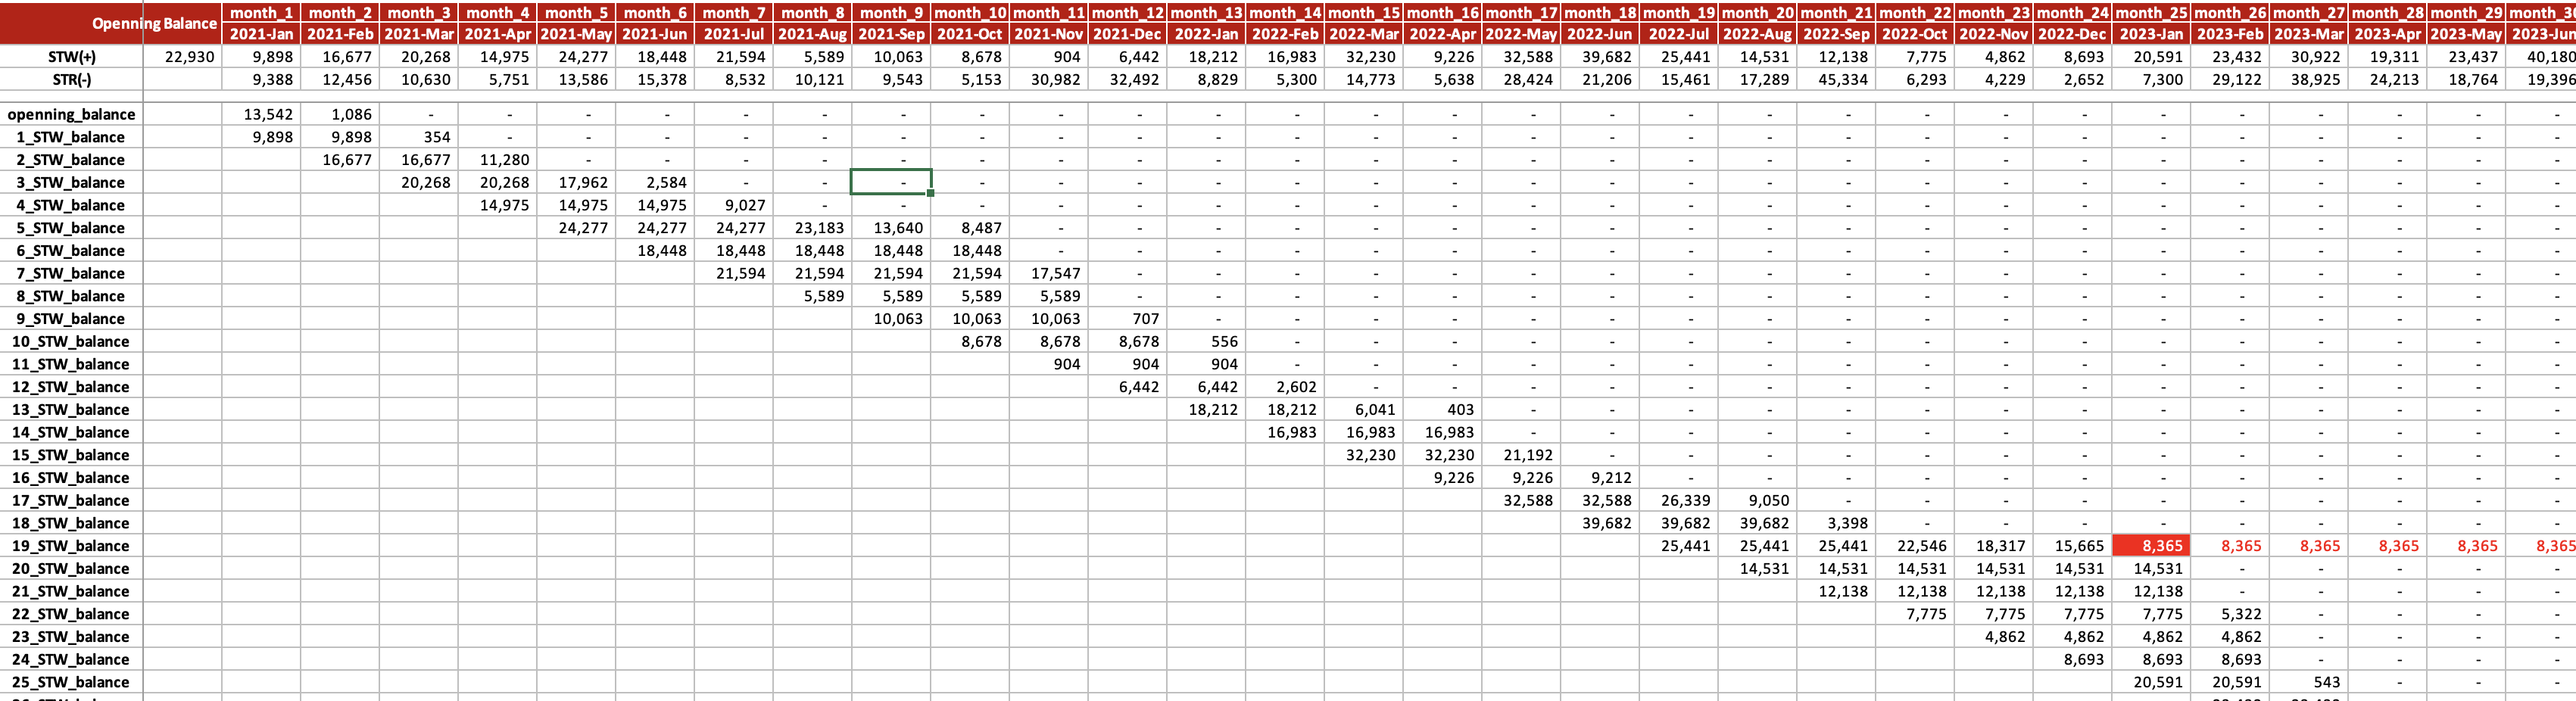 Openning Balance month_1 month_2 month_3 month_4 month_5 month_6 month_7 month_8 month_9 month_10 month_11 month_12 month_13 month_14 month_15 month_16 month_17 month_18 month_19 month_20 month_21 month_22 month_23 month_24 month_25 month_26 month_27 month_28 month_29 month_30
2021-Jan 2021-Feb 2021-Mar 2021-Apr 2021-May 2021-Jun 2021-Jul 2021-Aug 2021-Sep 2021-Oct 2021-Nov 2021-Dec 2022-Jan 2022-Feb 2022-Mar 2022-Apr 2022-May 2022-Jun 2022-Jul 2022-Aug 2022-Sep 2022-Oct 2022-Nov 2022-Dec 2023-Jan 2023-Feb 2023-Mar 2023-Apr 2023-May 2023-Jun
STW(+) 22,930 9,898 16,677 20,268 14,975 24,277 18,448 21,594 5,589 10,063 8,678 904 6,442 18,212 16,983 32,230 9,226 32,588 39,682 25,441 14,531 12,138 7,775 4,862 8,693 20,591 23,432 30,922 19,311 23,437 40,180
STR(-) 9,388 12,456 10,630 5,751 13,586 15,378 8,532 10,121 9,543 5,153 30,982 32,492 8,829 5,300 14,773 5,638 28,424 21,206 15,461 17,289 45,334 6,293 4,229 2,652 7,300 29,122 38,925 24,213 18,764 19,396
openning_balance 13,542 1,086 - - - - - - - - - - - - - - - - - - - - - - - - - - - -
1_STW_balance 9,898 9,898 354 - - - - - - - - - - - - - - - - - - - - - - - - - - -
2_STW_balance 16,677 16,677 11,280 - - - - - - - - - - - - - - - - - - - - - - - - - -
3_STW_balance 20,268 20,268 17,962 2,584 - - - - - - - - - - - - - - - - - - - - - - - -
4_STW_balance 14,975 14,975 14,975 9,027 - - - - - - - - - - - - - - - - - - - - - - -
5_STW_balance 24,277 24,277 24,277 23,183 13,640 8,487 - - - - - - - - - - - - - - - - - - - -
6_STW_balance 18,448 18,448 18,448 18,448 18,448 - - - - - - - - - - - - - - - - - - - -
7_STW_balance 21,594 21,594 21,594 21,594 17,547 - - - - - - - - - - - - - - - - - - -
8_STW_balance 5,589 5,589 5,589 5,589 - - - - - - - - - - - - - - - - - - -
9_STW_balance 10,063 10,063 10,063 707 - - - - - - - - - - - - - - - - - -
10_STW_balance 8,678 8,678 8,678 556 - - - - - - - - - - - - - - - - -
11_STW_balance 904 904 904 - - - - - - - - - - - - - - - - -
12_STW_balance 6,442 6,442 2,602 - - - - - - - - - - - - - - - -
13_STW_balance 18,212 18,212 6,041 403 - - - - - - - - - - - - - -
14_STW_balance 16,983 16,983 16,983 - - - - - - - - - - - - - -
15_STW_balance 32,230 32,230 21,192 - - - - - - - - - - - - -
16_STW_balance 9,226 9,226 9,212 - - - - - - - - - - - -
17_STW_balance 32,588 32,588 26,339 9,050 - - - - - - - - - -
18_STW_balance 39,682 39,682 39,682 3,398 - - - - - - - - -
19_STW_balance 25,441 25,441 25,441 22,546 18,317 15,665 8,365 8,365 8,365 8,365 8,365 8,365
20_STW_balance 14,531 14,531 14,531 14,531 14,531 14,531 - - - - -
21_STW_balance 12,138 12,138 12,138 12,138 12,138 - - - - -
22_STW_balance 7,775 7,775 7,775 7,775 5,322 - - - -
23_STW_balance 4,862 4,862 4,862 4,862 - - - -
24_STW_balance 8,693 8,693 8,693 - - - -
25_STW_balance 20,591 20,591 543 - - -